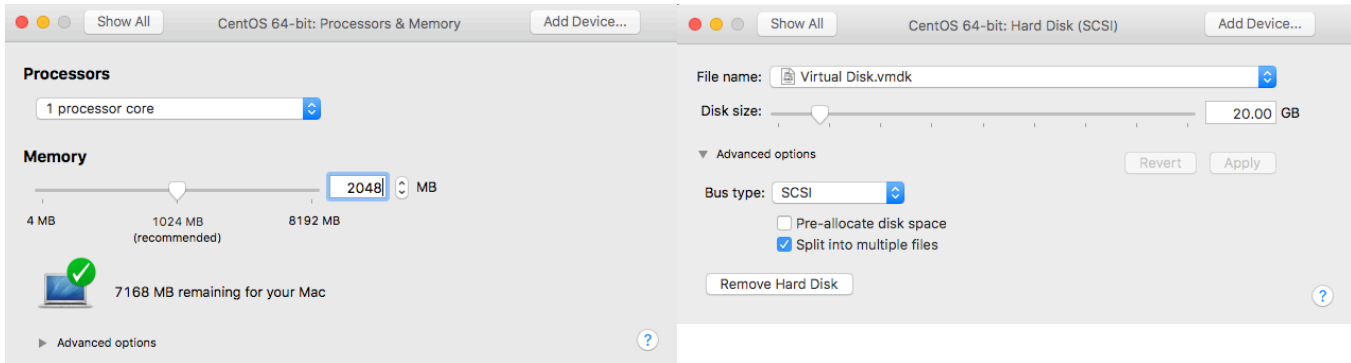 Show All
CentOS 64-bit: Processors & Memory
Add Device...
Processors
1 processor core
Memory
2048 MB
4 MB
1024 MB
8192 MB
(recommended)
7168 MB remaining for your Mac
Advanced options
?
Show All
CentOS 64-bit: Hard Disk (SCSI)
Add Device...
File name: Virtual Disk.vmdk
Disk size: 20.00 GB
Advanced options
Revert
Apply
Bus type: SCSI
Pre-allocate disk space
Split into multiple files
Remove Hard Disk
?